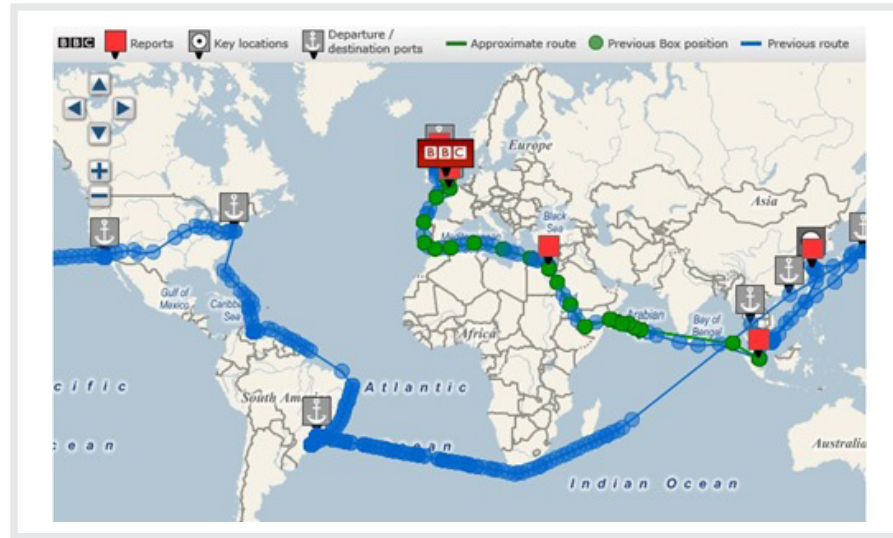 BBC Reports Key locations Departure / destination ports Approximate route Previous Box position Previous route
Europe
BBC
Asia
Black Sea
Gulf of Mexico
Caribbean Sea
Arabian
Bay of Bengal
Africa
cific
Atlantic
South
cean
Australia
Indian Ocean